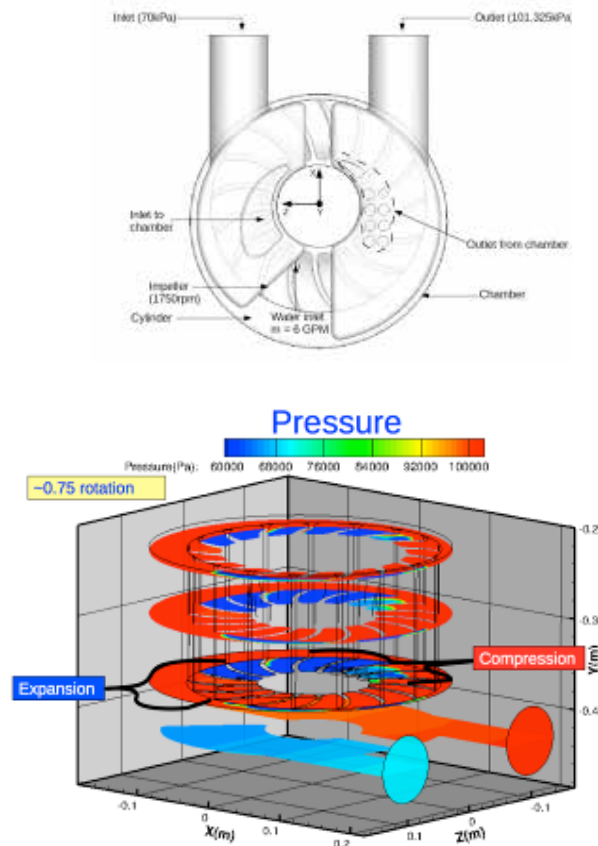 Inlet (70kPa)
Outlet (101.325kPa)
X
Z
Y
Inlet to
chamber
Outlet from chamber
Impeller
(1750rpm)
Chamber
Cylinder
Water inlet
m = 6 GPM
Pressure
Pressure(Pa): 60000 68000 76000 84000 92000 100000
~0.75 rotation
-0.2
-0.3
Y(m)
Compression
Expansion
-0.4
-0.1
0
X(m)
0.1
0.2
0.1
0
Z(m)
-0.1